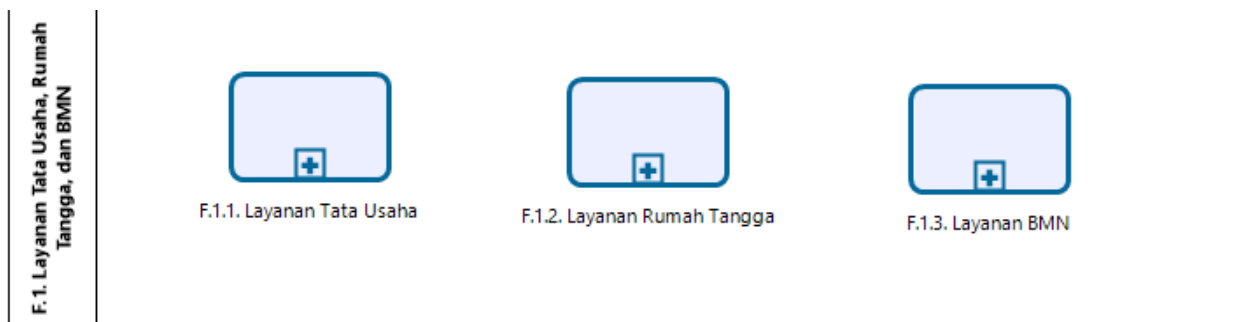 F.1. Layanan Tata Usaha, Rumah
Tangga, dan BMN
F.1.1. Layanan Tata Usaha
F.1.2. Layanan Rumah Tangga
F.1.3. Layanan BMN